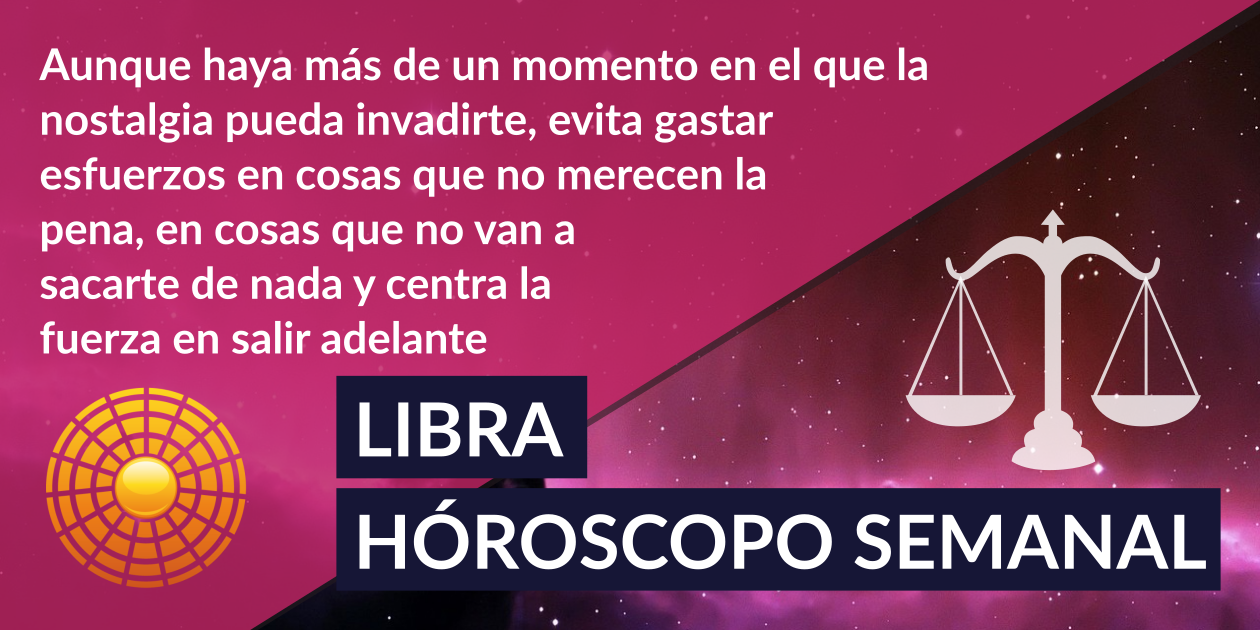 Aunque haya más de un momento en el que la
nostalgia pueda invadirte, evita gastar
esfuerzos en cosas que no merecen la
pena, en cosas que no van a
sacarte de nada y centra la
fuerza en salir adelante
LIBRA
HÓROSCOPO SEMANAL